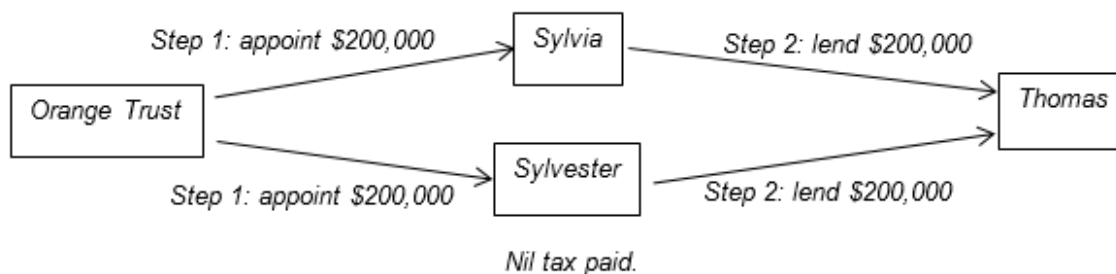 Step 1: appoint $200,000
Sylvia
Step 2: lend $200,000
Orange Trust
Thomas
Sylvester
Step 1: appoint $200,000
Step 2: lend $200,000
Nil tax paid.